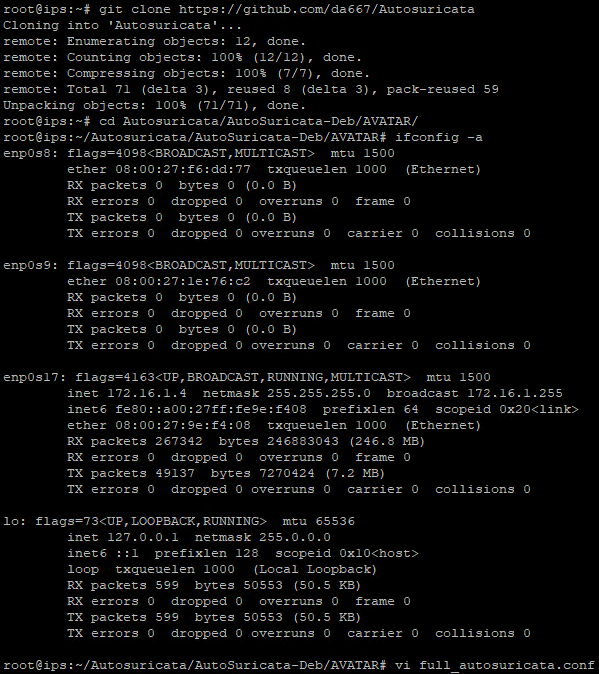 root@ips:~# git clone https://github.com/da667/Autosuricata
Cloning into 'Autosuricata'...
remote: Enumerating objects: 12, done.
remote: Counting objects: 100% (12/12), done.
remote: Compressing objects: 100% (7/7), done.
remote: Total 71 (delta 3), reused 8 (delta 3), pack-reused 59
Unpacking objects: 100% (71/71), done.
root@ips:~# cd Autosuricata/AutoSuricata-Deb/AVATAR/
root@ips:~/Autosuricata/AutoSuricata-Deb/AVATAR# ifconfig -a
enp0s8: flags=4098<BROADCAST,MULTICAST>  mtu 1500
        ether 08:00:27:f6:dd:77  txqueuelen 1000  (Ethernet)
        RX packets 0  bytes 0 (0.0 B)
        RX errors 0  dropped 0  overruns 0  frame 0
        TX packets 0  bytes 0 (0.0 B)
        TX errors 0  dropped 0 overruns 0  carrier 0  collisions 0

enp0s9: flags=4098<BROADCAST,MULTICAST>  mtu 1500
        ether 08:00:27:1e:76:c2  txqueuelen 1000  (Ethernet)
        RX packets 0  bytes 0 (0.0 B)
        RX errors 0  dropped 0  overruns 0  frame 0
        TX packets 0  bytes 0 (0.0 B)
        TX errors 0  dropped 0 overruns 0  carrier 0  collisions 0

enp0s17: flags=4163<UP,BROADCAST,RUNNING,MULTICAST>  mtu 1500
        inet 172.16.1.4  netmask 255.255.255.0  broadcast 172.16.1.255
        inet6 fe80::a00:27ff:fe9e:f408  prefixlen 64  scopeid 0x20<link>
        ether 08:00:27:9e:f4:08  txqueuelen 1000  (Ethernet)
        RX packets 267342  bytes 246883043 (246.8 MB)
        RX errors 0  dropped 0  overruns 0  frame 0
        TX packets 49137  bytes 7270424 (7.2 MB)
        TX errors 0  dropped 0 overruns 0  carrier 0  collisions 0

lo: flags=73<UP,LOOPBACK,RUNNING>  mtu 65536
        inet 127.0.0.1  netmask 255.0.0.0
        inet6 ::1  prefixlen 128  scopeid 0x10<host>
        loop  txqueuelen 1000  (Local Loopback)
        RX packets 599  bytes 50553 (50.5 KB)
        RX errors 0  dropped 0  overruns 0  frame 0
        TX packets 599  bytes 50553 (50.5 KB)
        TX errors 0  dropped 0 overruns 0  carrier 0  collisions 0

root@ips:~/Autosuricata/AutoSuricata-Deb/AVATAR# vi full_autosuricata.conf